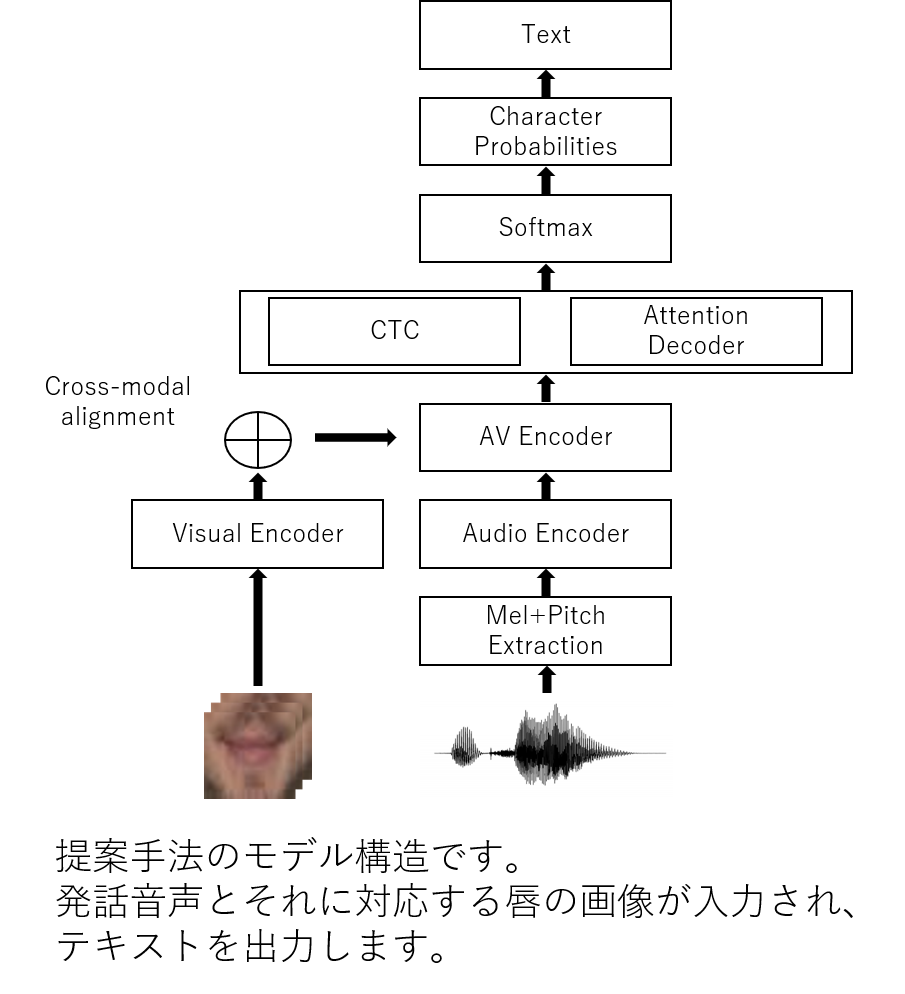 Text
Character
Probabilities
Softmax
CTC
Attention
Decoder
Cross-modal
alignment
AV Encoder
Visual Encoder
Audio Encoder
Mel+Pitch
Extraction
提案手法のモデル構造です。
発話音声とそれに対応する唇の画像が入力され、
テキストを出力します。